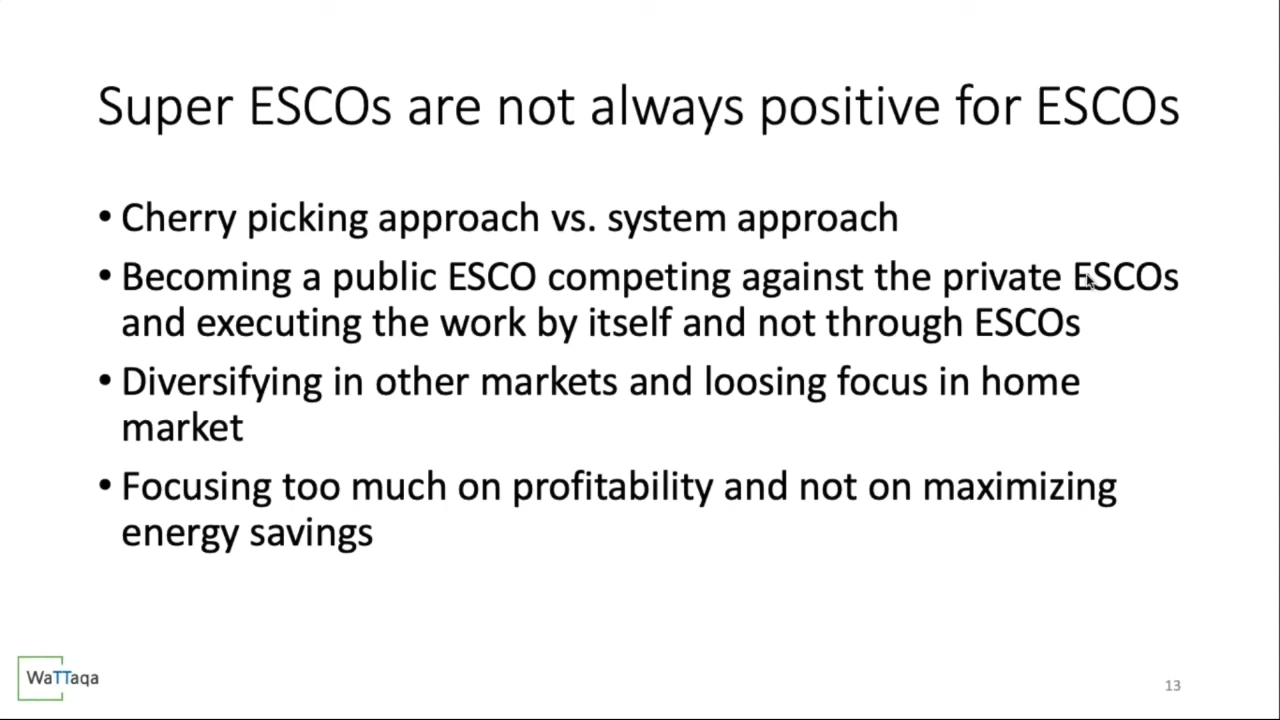 Super ESCOs are not always positive for ESCOs
• Cherry picking approach vs. system approach
• Becoming a public ESCO competing against the private ESCOs
and executing the work by itself and not through ESCOs
• Diversifying in other markets and loosing focus in home
market
• Focusing too much on profitability and not on maximizing
energy savings
WaTTaqa
13